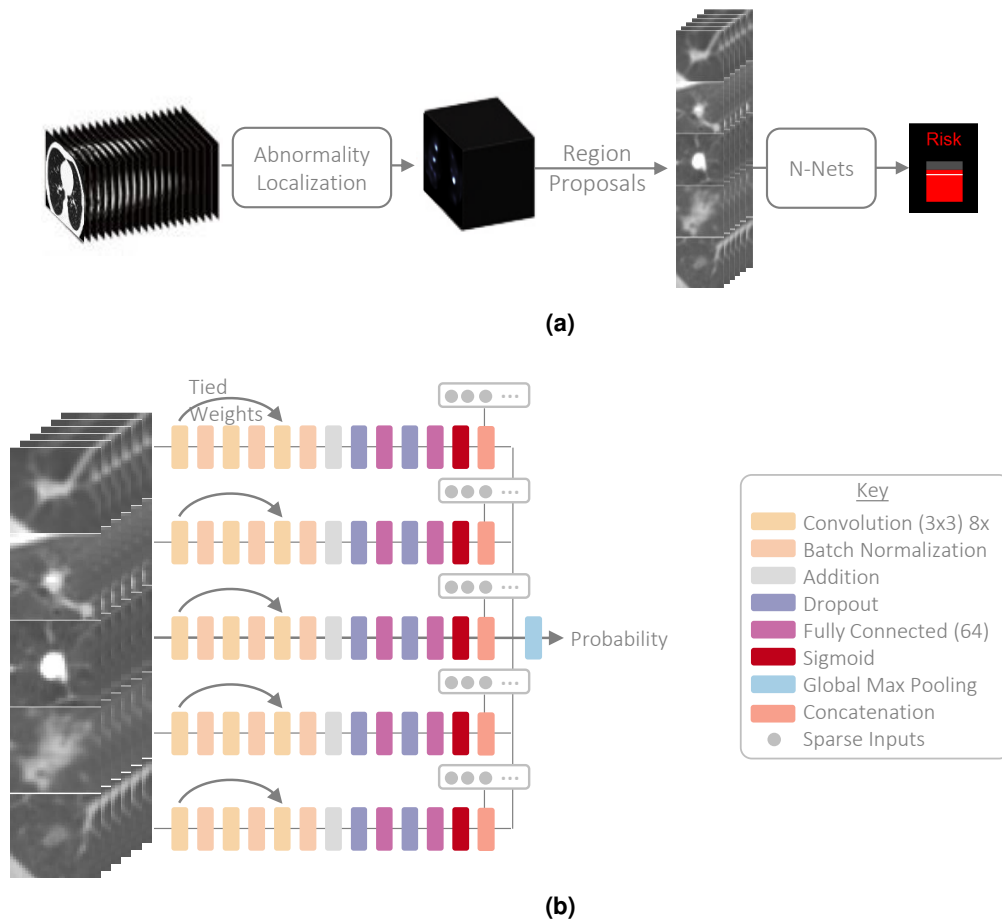 Abnormality
Localization
Region
Proposals
N-Nets
Risk
(a)
Tied
Weights
Probability
Key
Convolution (3x3) 8x
Batch Normalization
Addition
Dropout
Fully Connected (64)
Sigmoid
Global Max Pooling
Concatenation
Sparse Inputs
(b)